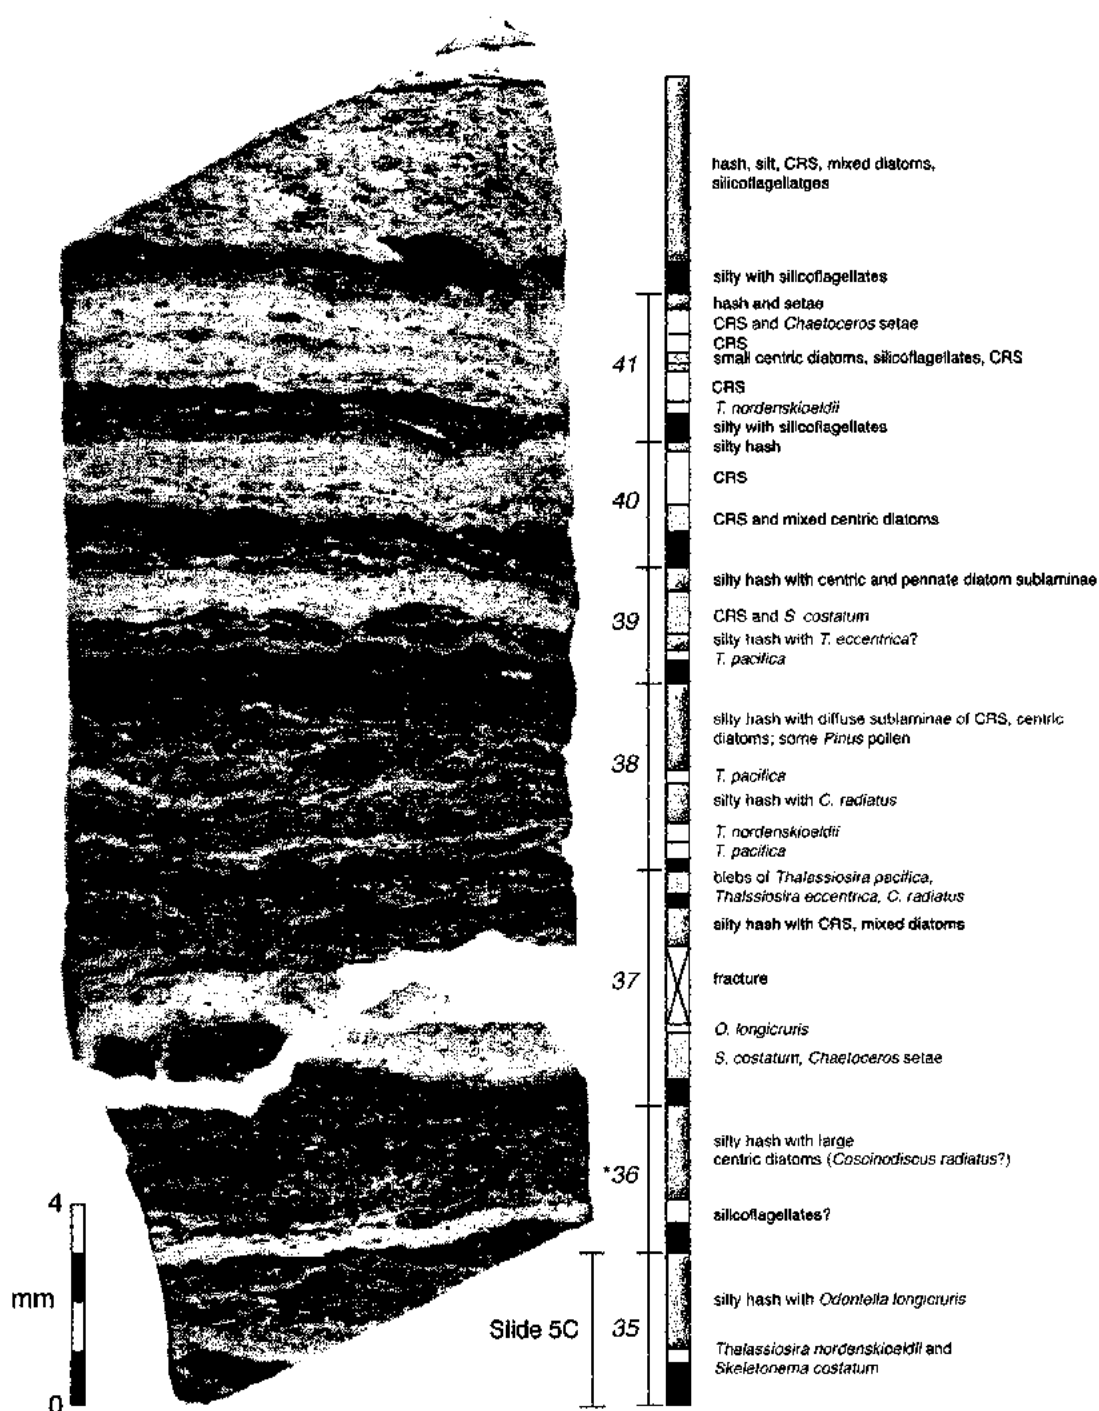 hash, silt, CRS, mixed diatoms,
silicoflagellatges
silty with silicoflagellates
hash and setae
CRS and Chaetoceros setae
CRS
small centric diatoms, silicoflagellates, CRS
41
CRS
T. nordenskioeldii
silty with silicoflagellates
silty hash
CRS
40
CRS and mixed centric diatoms
silty hash with centric and pennate diatom sublaminae
CRS and S. costatum
39
silty hash with T. eccentrica?
T. pacifica
silty hash with diffuse sublaminae of CRS, centric
diatoms; some Pinus pollen
38
T. pacifica
silty hash with C. radiatus
T. nordenskioeldii
T. pacifica
blebs of Thalassiosira pacifica,
Thalssiosira eccentrica, C. radiatus
silty hash with CRS, mixed diatoms
37
fracture
O. longicruris
S. costatum, Chaetoceros setae
silty hash with large
centric diatoms (Coscinodiscus radiatus?)
*36
silicoflagellates?
4
mm
0
silty hash with Odontella longicruris
Slide 5C
35
Thalassiosira nordenskioeldii and
Skeletonema costatum